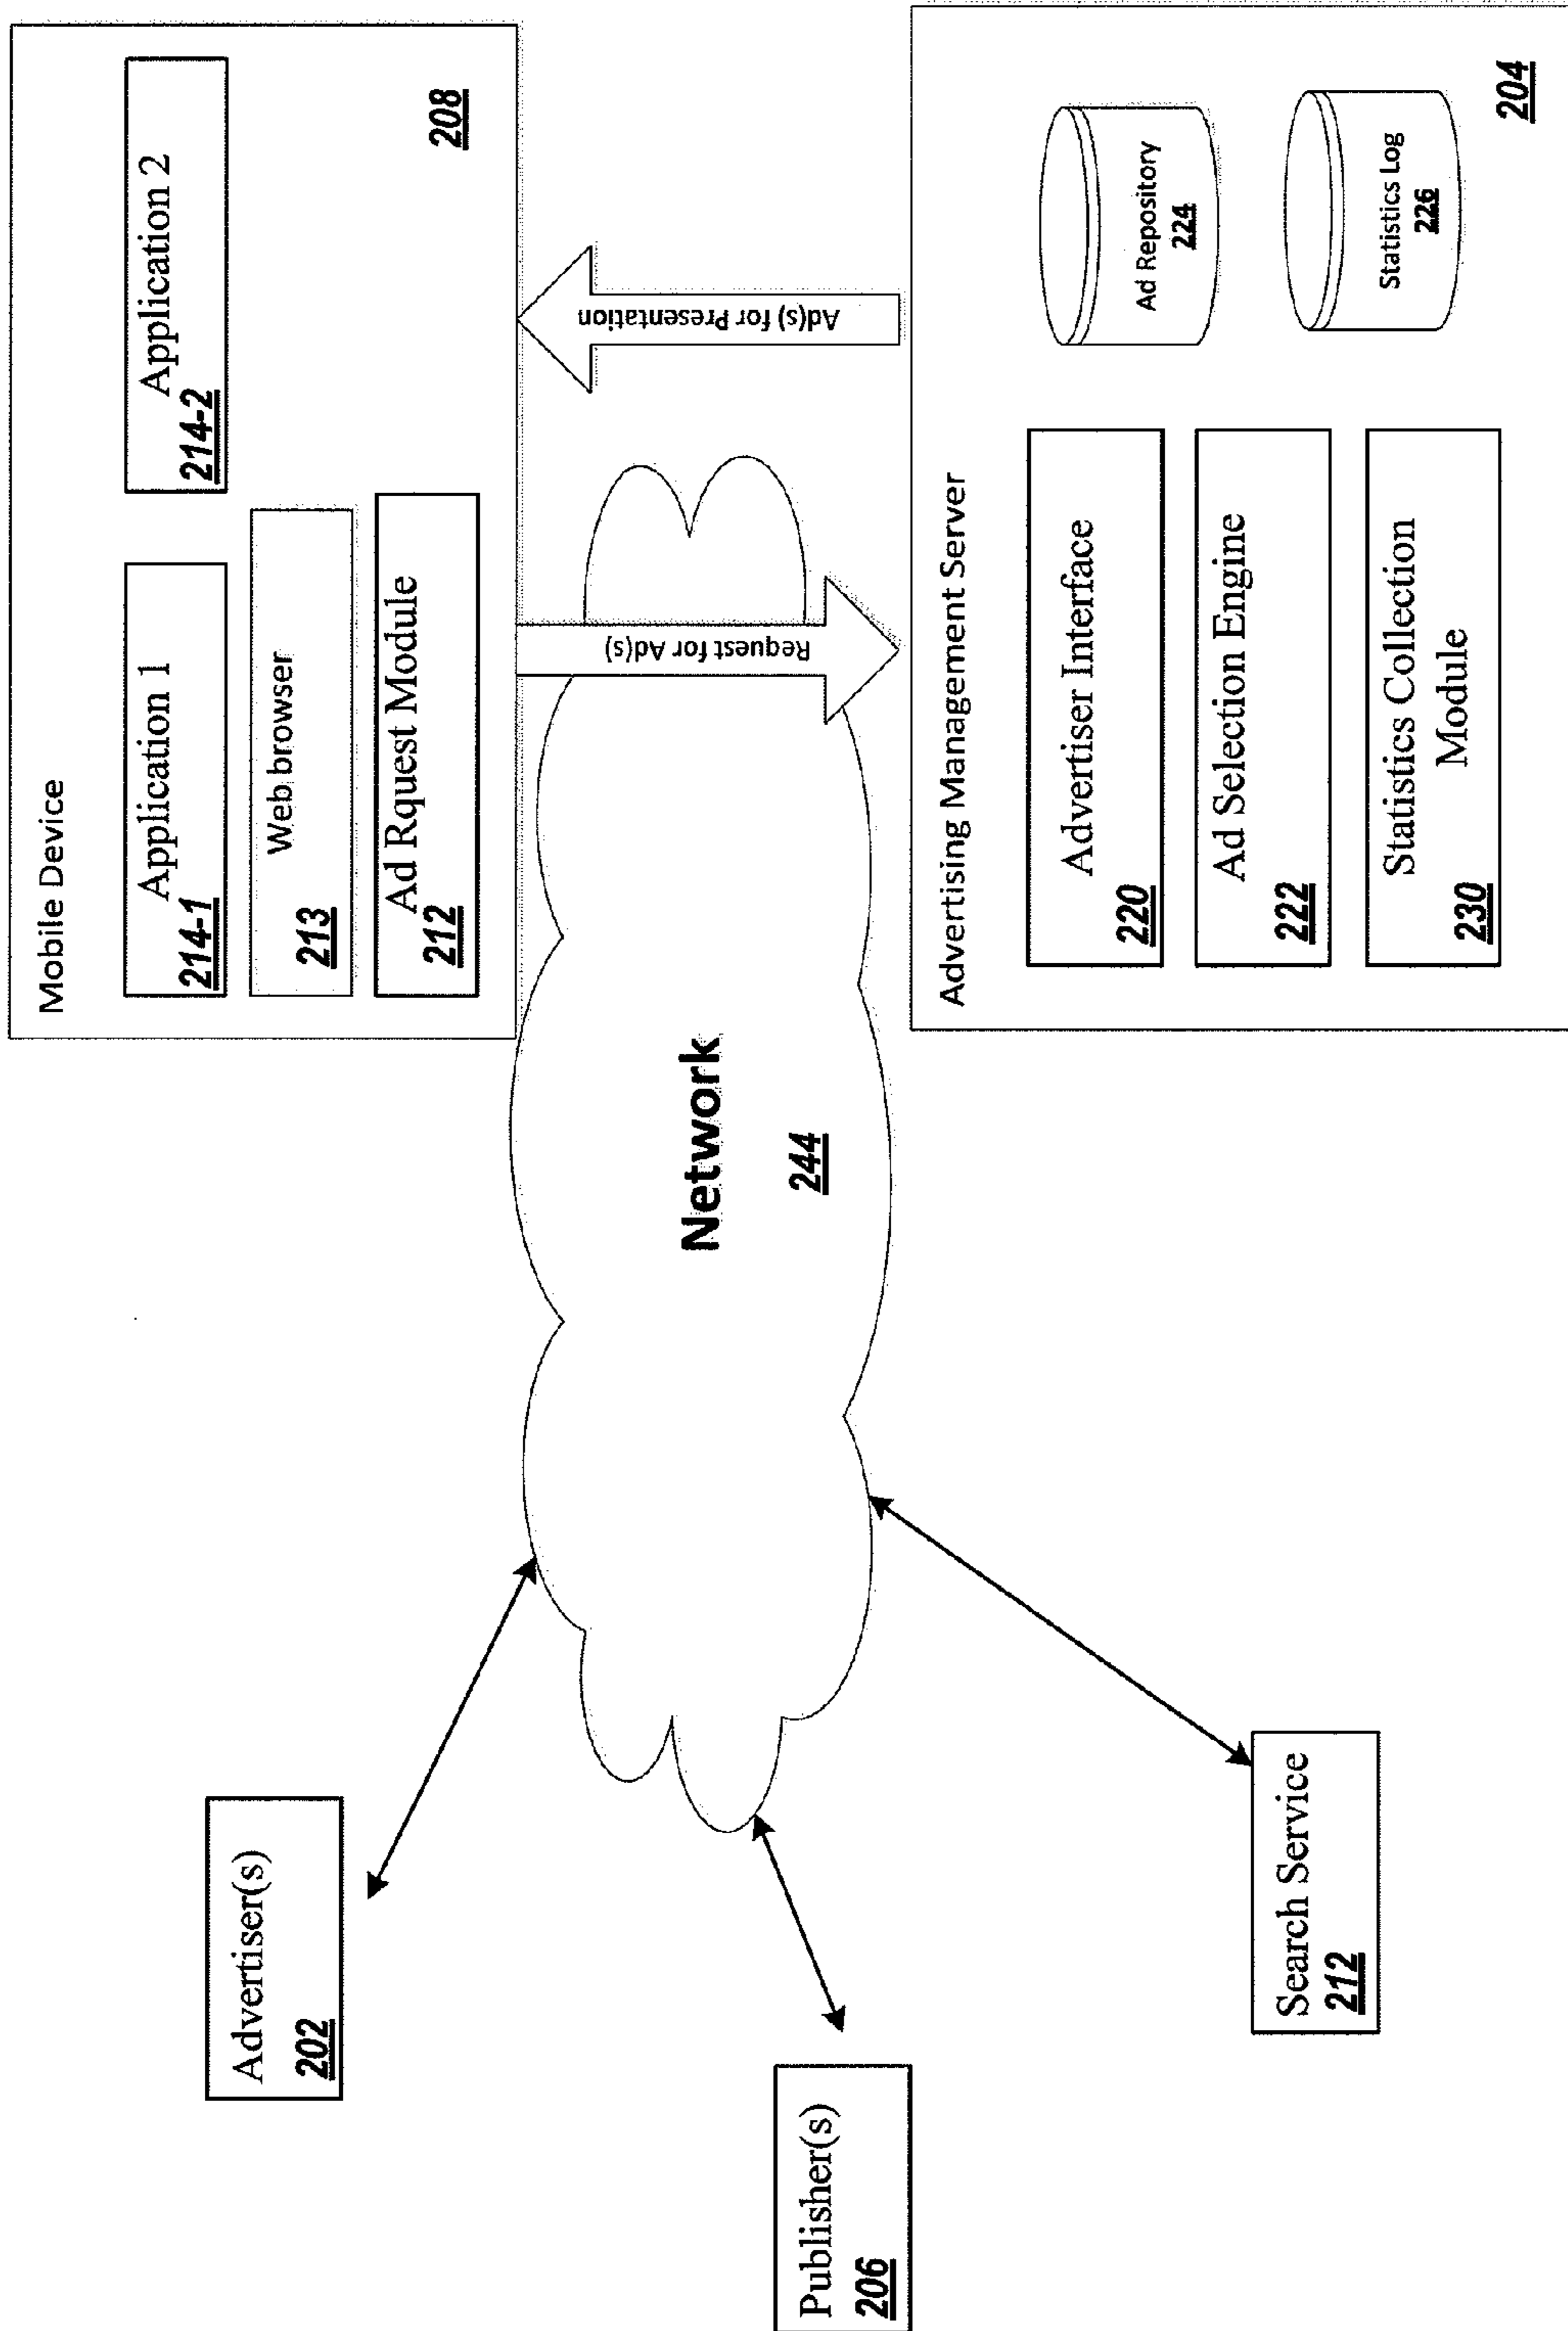 Mobile Device
Application 1
214-1
Application 2
214-2
Web browser
213
Ad Rquest Module
212
208
Advertiser(s)
202
Publisher(s)
206
Search Service
212
Network
244
Request for Ad(s)
Ad(s) for Presentation
Advertising Management Server
Advertiser Interface
220
Ad Selection Engine
222
Statistics Collection
Module
230
Ad Repository
224
Statistics Log
226
204